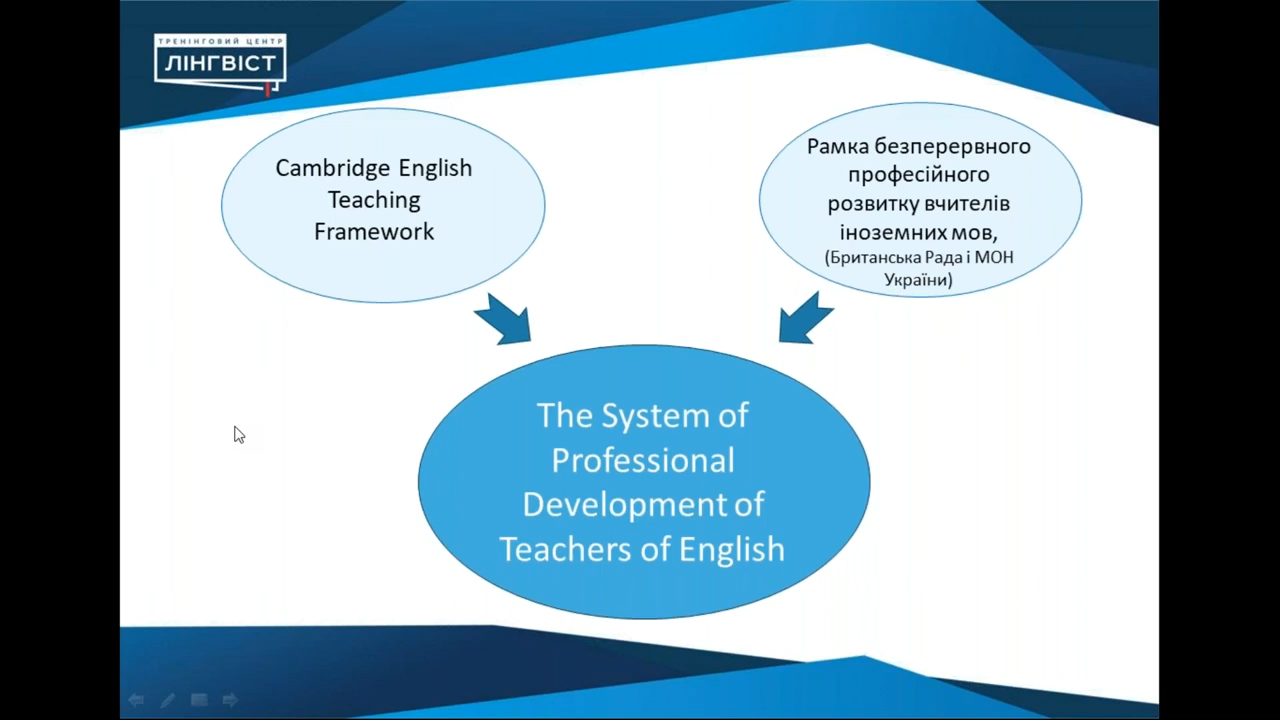 ТРЕНІНГОВИЙ ЦЕНТР
ЛІНГВІСТ
Cambridge English
Teaching
Framework
Рамка безперервного
професійного
розвитку вчителів
іноземних мов,
(Британська Рада і МОН
України)
The System of
Professional
Development of
Teachers of English